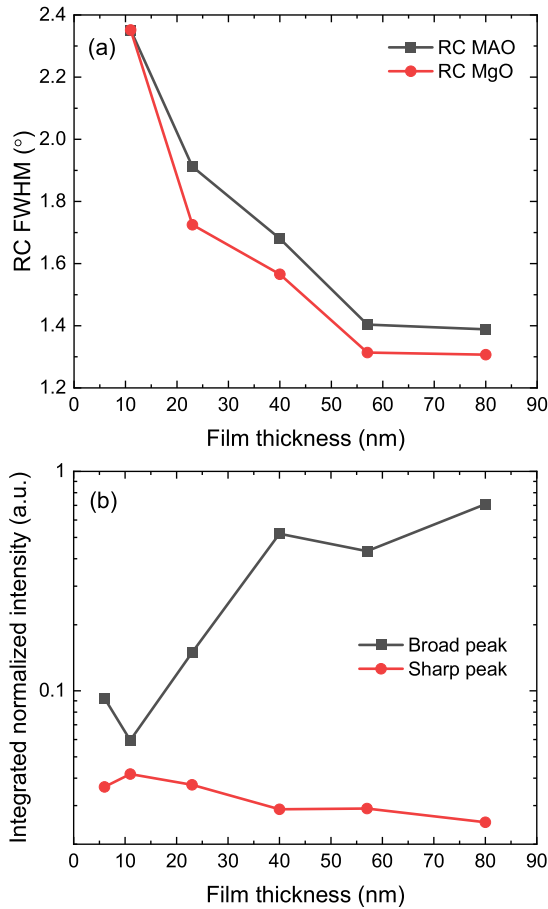 (a)
RC MAO
RC MgO
RC FWHM (°)
2.4
2.2
2.0
1.8
1.6
1.4
1.2
0 10 20 30 40 50 60 70 80 90
Film thickness (nm)
(b)
Broad peak
Sharp peak
Integrated normalized intensity (a.u.)
1
0.1
0 10 20 30 40 50 60 70 80 90
Film thickness (nm)